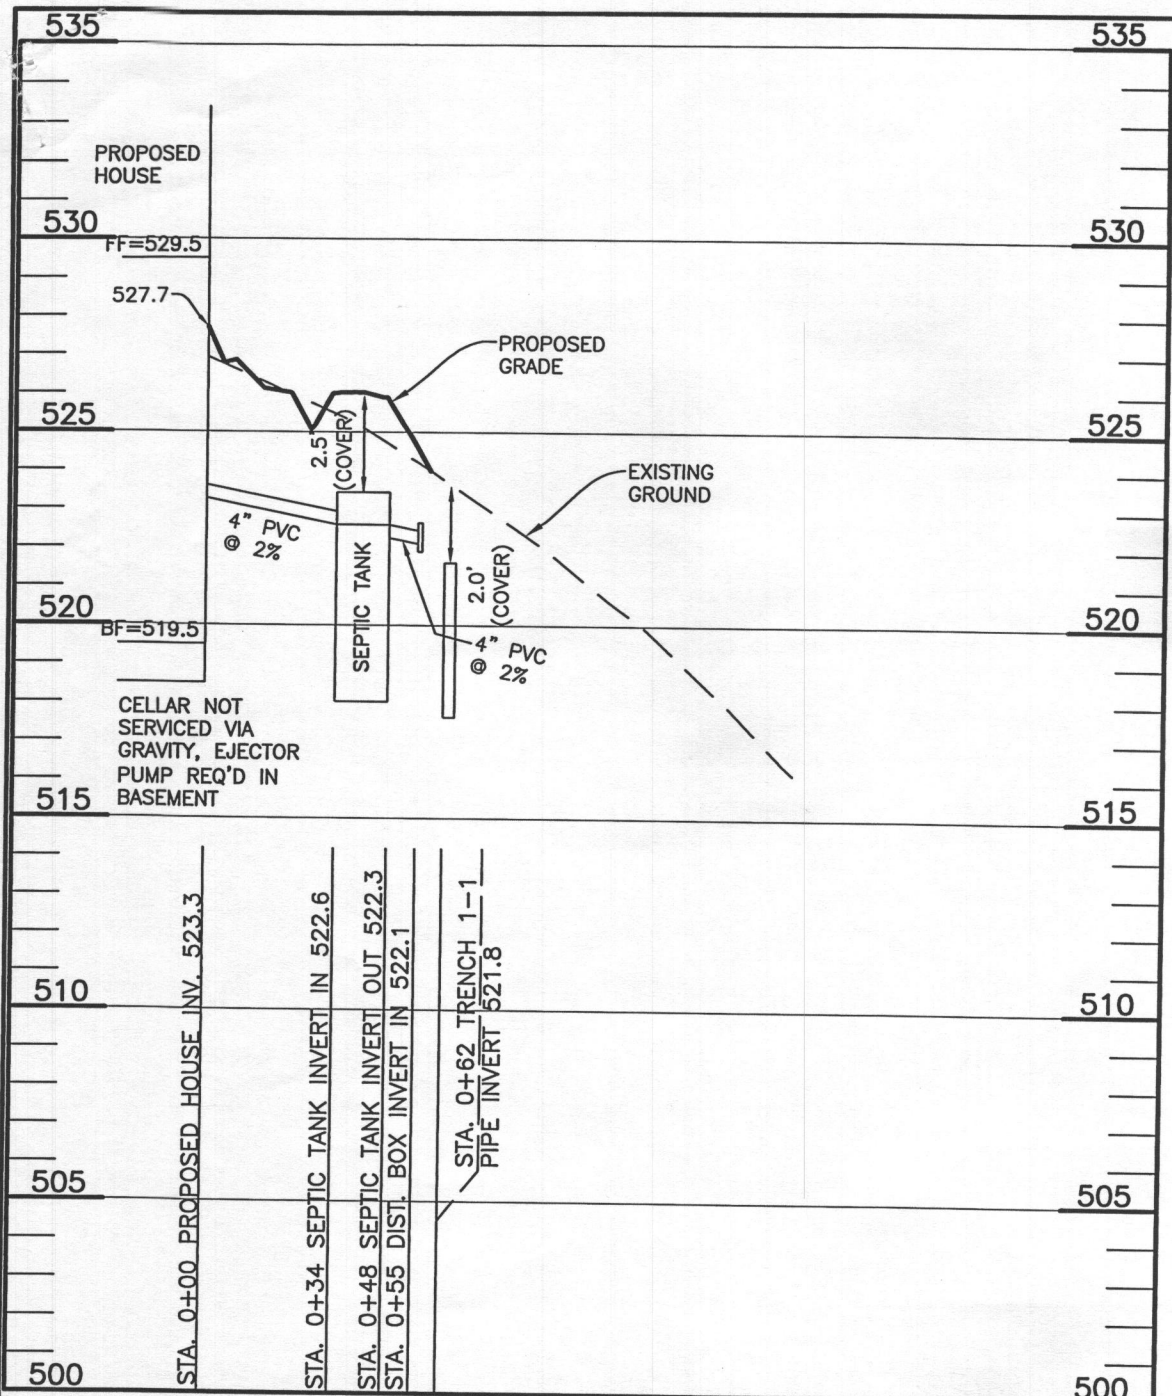 535
535
PROPOSED
HOUSE
530
530
FF=529.5
527.7
PROPOSED
GRADE
525
525
2.5'
(COVER)
EXISTING
GROUND
4" PVC
@ 2%
SEPTIC TANK
2.0'
(COVER)
520
520
BF=519.5
4" PVC
@ 2%
CELLAR NOT
SERVICED VIA
GRAVITY, EJECTOR
PUMP REQ'D IN
BASEMENT
515
515
STA. 0+00 PROPOSED HOUSE INV. 523.3
STA. 0+34 SEPTIC TANK INVERT IN 522.6
STA. 0+48 SEPTIC TANK INVERT OUT 522.3
STA. 0+55 DIST. BOX INVERT IN 522.1
STA. 0+62 TRENCH 1-1
PIPE INVERT 521.8
510
510
505
505
500
500